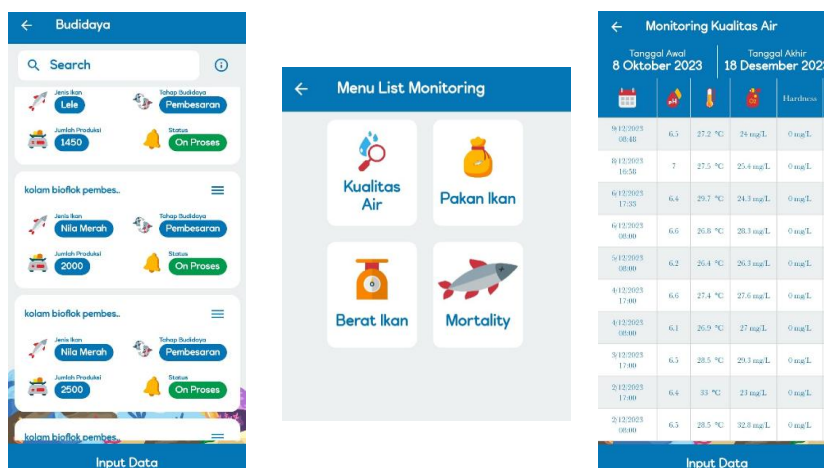 Budidaya
Search
Jenis Ikan
Lele
Tahap Budidaya
Pembesaran
Jumlah Produksi
1450
Status
On Proses
kolam bioflok pembes..
Jenis Ikan
Nila Merah
Tahap Budidaya
Pembesaran
Jumlah Produksi
2000
Status
On Proses
kolam bioflok pembes..
Jenis Ikan
Nila Merah
Tahap Budidaya
Pembesaran
Jumlah Produksi
2500
Status
On Proses
kolam bioflok pembes..
Input Data
Menu List Monitoring
Kualitas
Air
Pakan Ikan
Berat Ikan
Mortality
Monitoring Kualitas Air
Tanggal Awal
8 Oktober 2023
Tanggal Akhir
18 Desember 2023
pH
O2
Hardness
9/12/2023
08:48
6.5 27.2 °C 24 mg/L 0 mg/L
8/12/2023
16:58
7 27.5 °C 25.4 mg/L 0 mg/L
6/12/2023
17:35
6.4 29.7 °C 24.3 mg/L 0 mg/L
6/12/2023
08:00
6.6 26.8 °C 28.3 mg/L 0 mg/L
5/12/2023
08:00
6.2 26.4 °C 26.3 mg/L 0 mg/L
4/12/2023
17:00
6.6 27.4 °C 27.6 mg/L 0 mg/L
4/12/2023
08:00
6.1 26.9 °C 27 mg/L 0 mg/L
3/12/2023
17:00
6.5 28.5 °C 29.3 mg/L 0 mg/L
2/12/2023
17:00
6.4 33 °C 23 mg/L 0 mg/L
2/12/2023
08:00
6.5 28.5 °C 32.8 mg/L 0 mg/L
Input Data